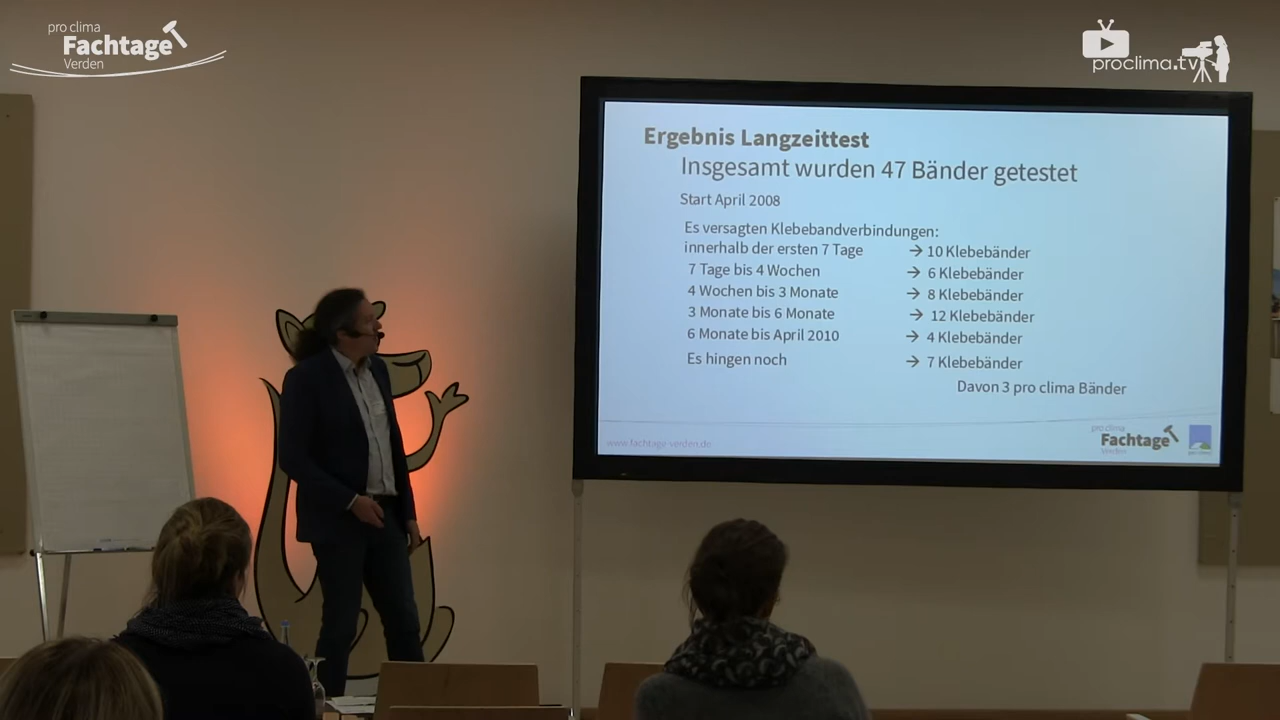 pro clima
Fachtage
Verden
proclima.tv
Ergebnis Langzeittest
Insgesamt wurden 47 Bänder getestet
Start April 2008
Es versagten Klebebandverbindungen:
innerhalb der ersten 7 Tage → 10 Klebebänder
7 Tage bis 4 Wochen → 6 Klebebänder
4 Wochen bis 3 Monate → 8 Klebebänder
3 Monate bis 6 Monate → 12 Klebebänder
6 Monate bis April 2010 → 4 Klebebänder
Es hingen noch → 7 Klebebänder
Davon 3 pro clima Bänder
www.fachtage-verden.de
pro clima
Fachtage
Verden